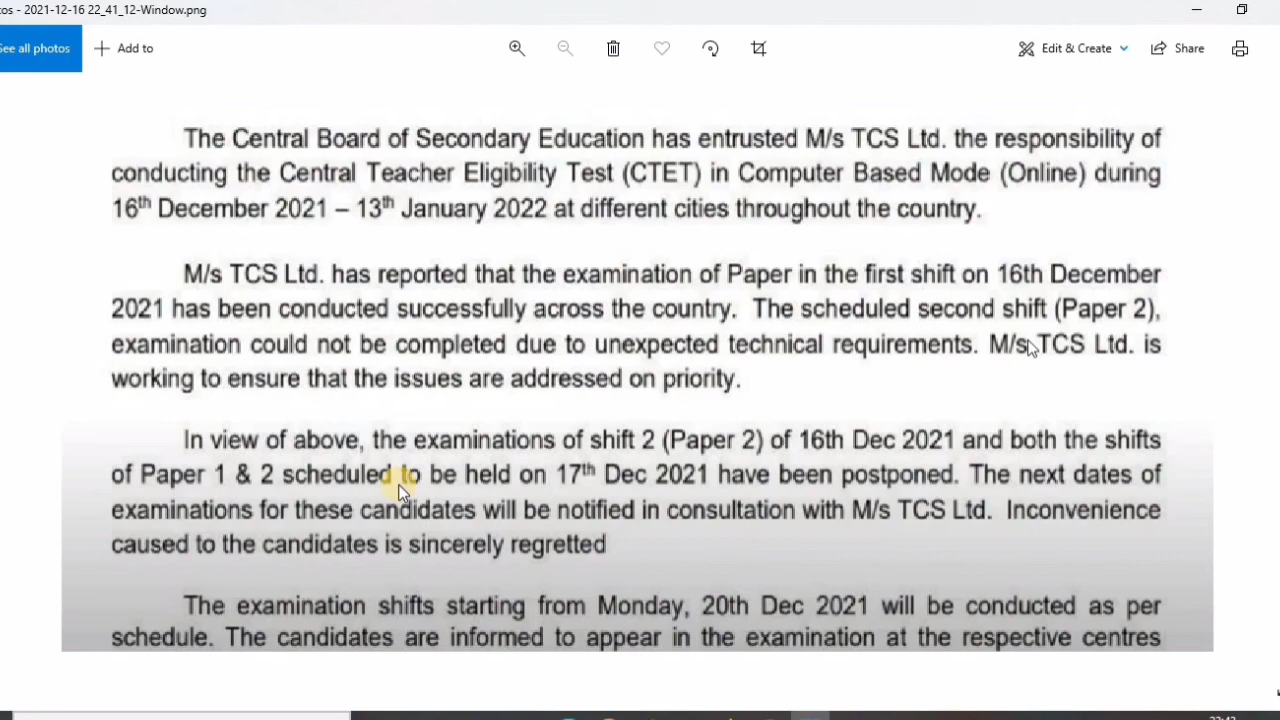 2021-12-16 22_41_12-Window.png
See all photos
Add to
Edit & Create
Share
The Central Board of Secondary Education has entrusted M/s TCS Ltd. the responsibility of
conducting the Central Teacher Eligibility Test (CTET) in Computer Based Mode (Online) during
16th December 2021 – 13th January 2022 at different cities throughout the country.
M/s TCS Ltd. has reported that the examination of Paper in the first shift on 16th December
2021 has been conducted successfully across the country. The scheduled second shift (Paper 2),
examination could not be completed due to unexpected technical requirements. M/s TCS Ltd. is
working to ensure that the issues are addressed on priority.
In view of above, the examinations of shift 2 (Paper 2) of 16th Dec 2021 and both the shifts
of Paper 1 & 2 scheduled to be held on 17th Dec 2021 have been postponed. The next dates of
examinations for these candidates will be notified in consultation with M/s TCS Ltd. Inconvenience
caused to the candidates is sincerely regretted
The examination shifts starting from Monday, 20th Dec 2021 will be conducted as per
schedule. The candidates are informed to appear in the examination at the respective centres